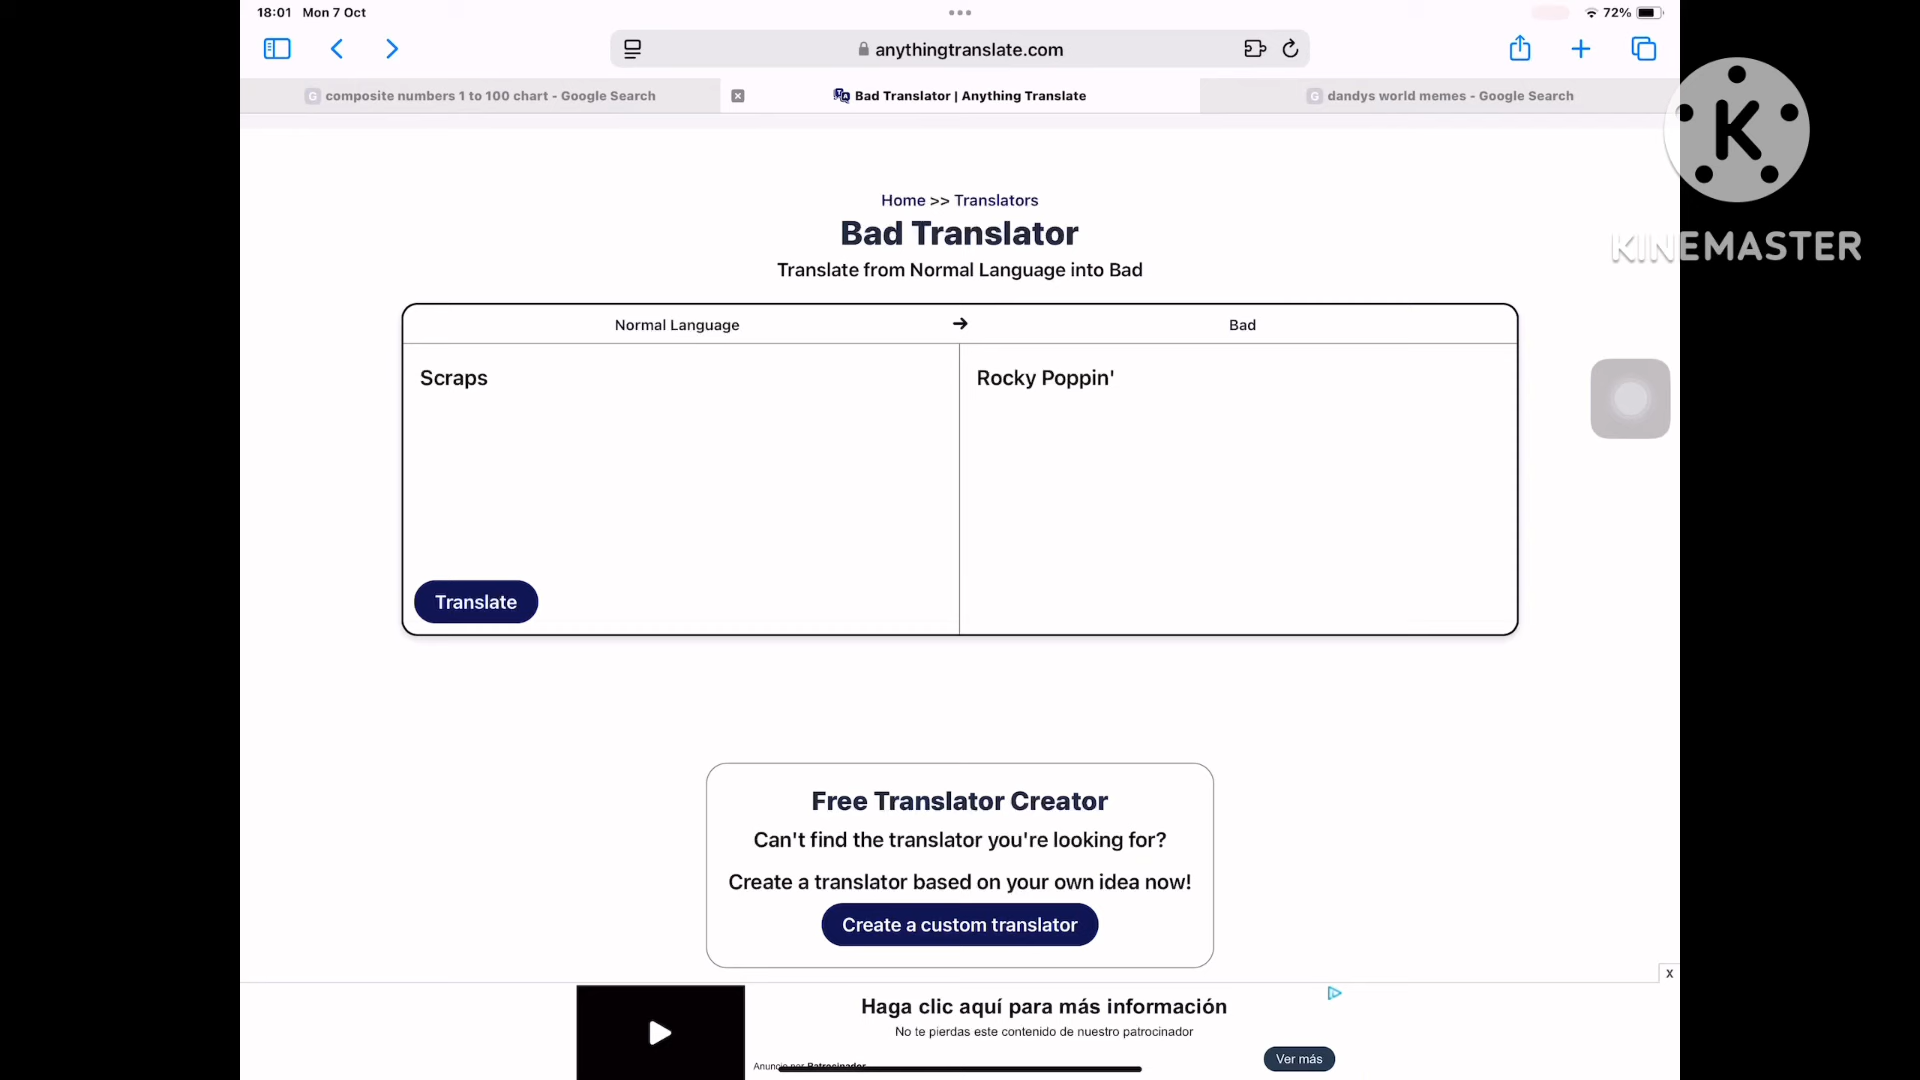 18:01 Mon 7 Oct
72%
anythingtranslate.com
composite numbers 1 to 100 chart - Google Search
Bad Translator | Anything Translate
dandys world memes - Google Search
K
KINEMASTER
Home >> Translators
Bad Translator
Translate from Normal Language into Bad
Normal Language → Bad
Scraps
Rocky Poppin'
Translate
Free Translator Creator
Can't find the translator you're looking for?
Create a translator based on your own idea now!
Create a custom translator
x
Haga clic aquí para más información
No te pierdas este contenido de nuestro patrocinador
Ver más
Anuncio por Patrocinador